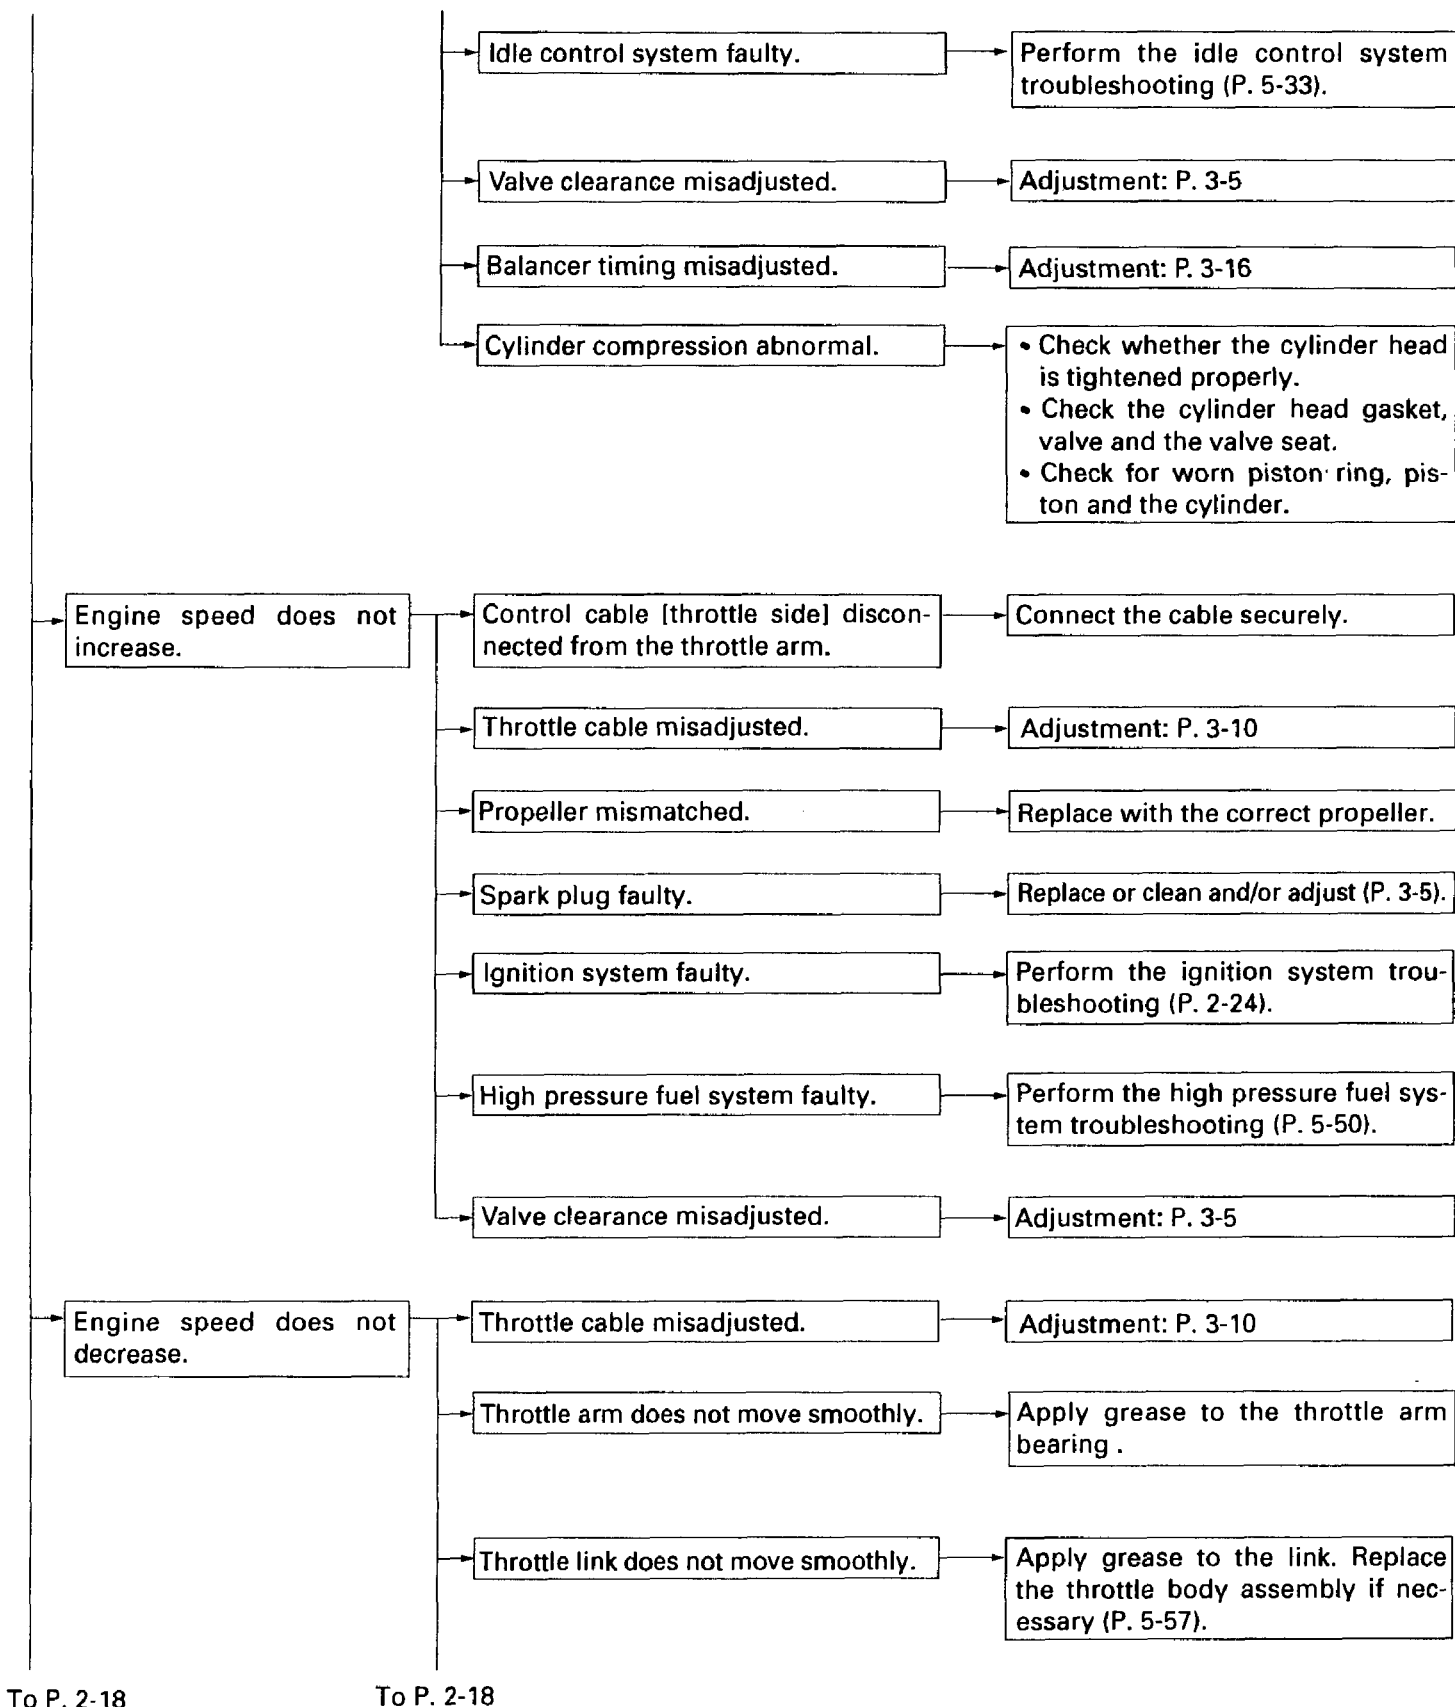 Idle control system faulty.
Perform the idle control system
troubleshooting (P. 5-33).
Valve clearance misadjusted.
Adjustment: P. 3-5
Balancer timing misadjusted.
Adjustment: P. 3-16
Cylinder compression abnormal.
• Check whether the cylinder head
is tightened properly.
• Check the cylinder head gasket,
valve and the valve seat.
• Check for worn piston ring, pis-
ton and the cylinder.
Engine speed does not
increase.
Control cable [throttle side] discon-
nected from the throttle arm.
Connect the cable securely.
Throttle cable misadjusted.
Adjustment: P. 3-10
Propeller mismatched.
Replace with the correct propeller.
Spark plug faulty.
Replace or clean and/or adjust (P. 3-5).
Ignition system faulty.
Perform the ignition system trou-
bleshooting (P. 2-24).
High pressure fuel system faulty.
Perform the high pressure fuel sys-
tem troubleshooting (P. 5-50).
Valve clearance misadjusted.
Adjustment: P. 3-5
Engine speed does not
decrease.
Throttle cable misadjusted.
Adjustment: P. 3-10
Throttle arm does not move smoothly.
Apply grease to the throttle arm
bearing .
Throttle link does not move smoothly.
Apply grease to the link. Replace
the throttle body assembly if nec-
essary (P. 5-57).
To P. 2-18
To P. 2-18